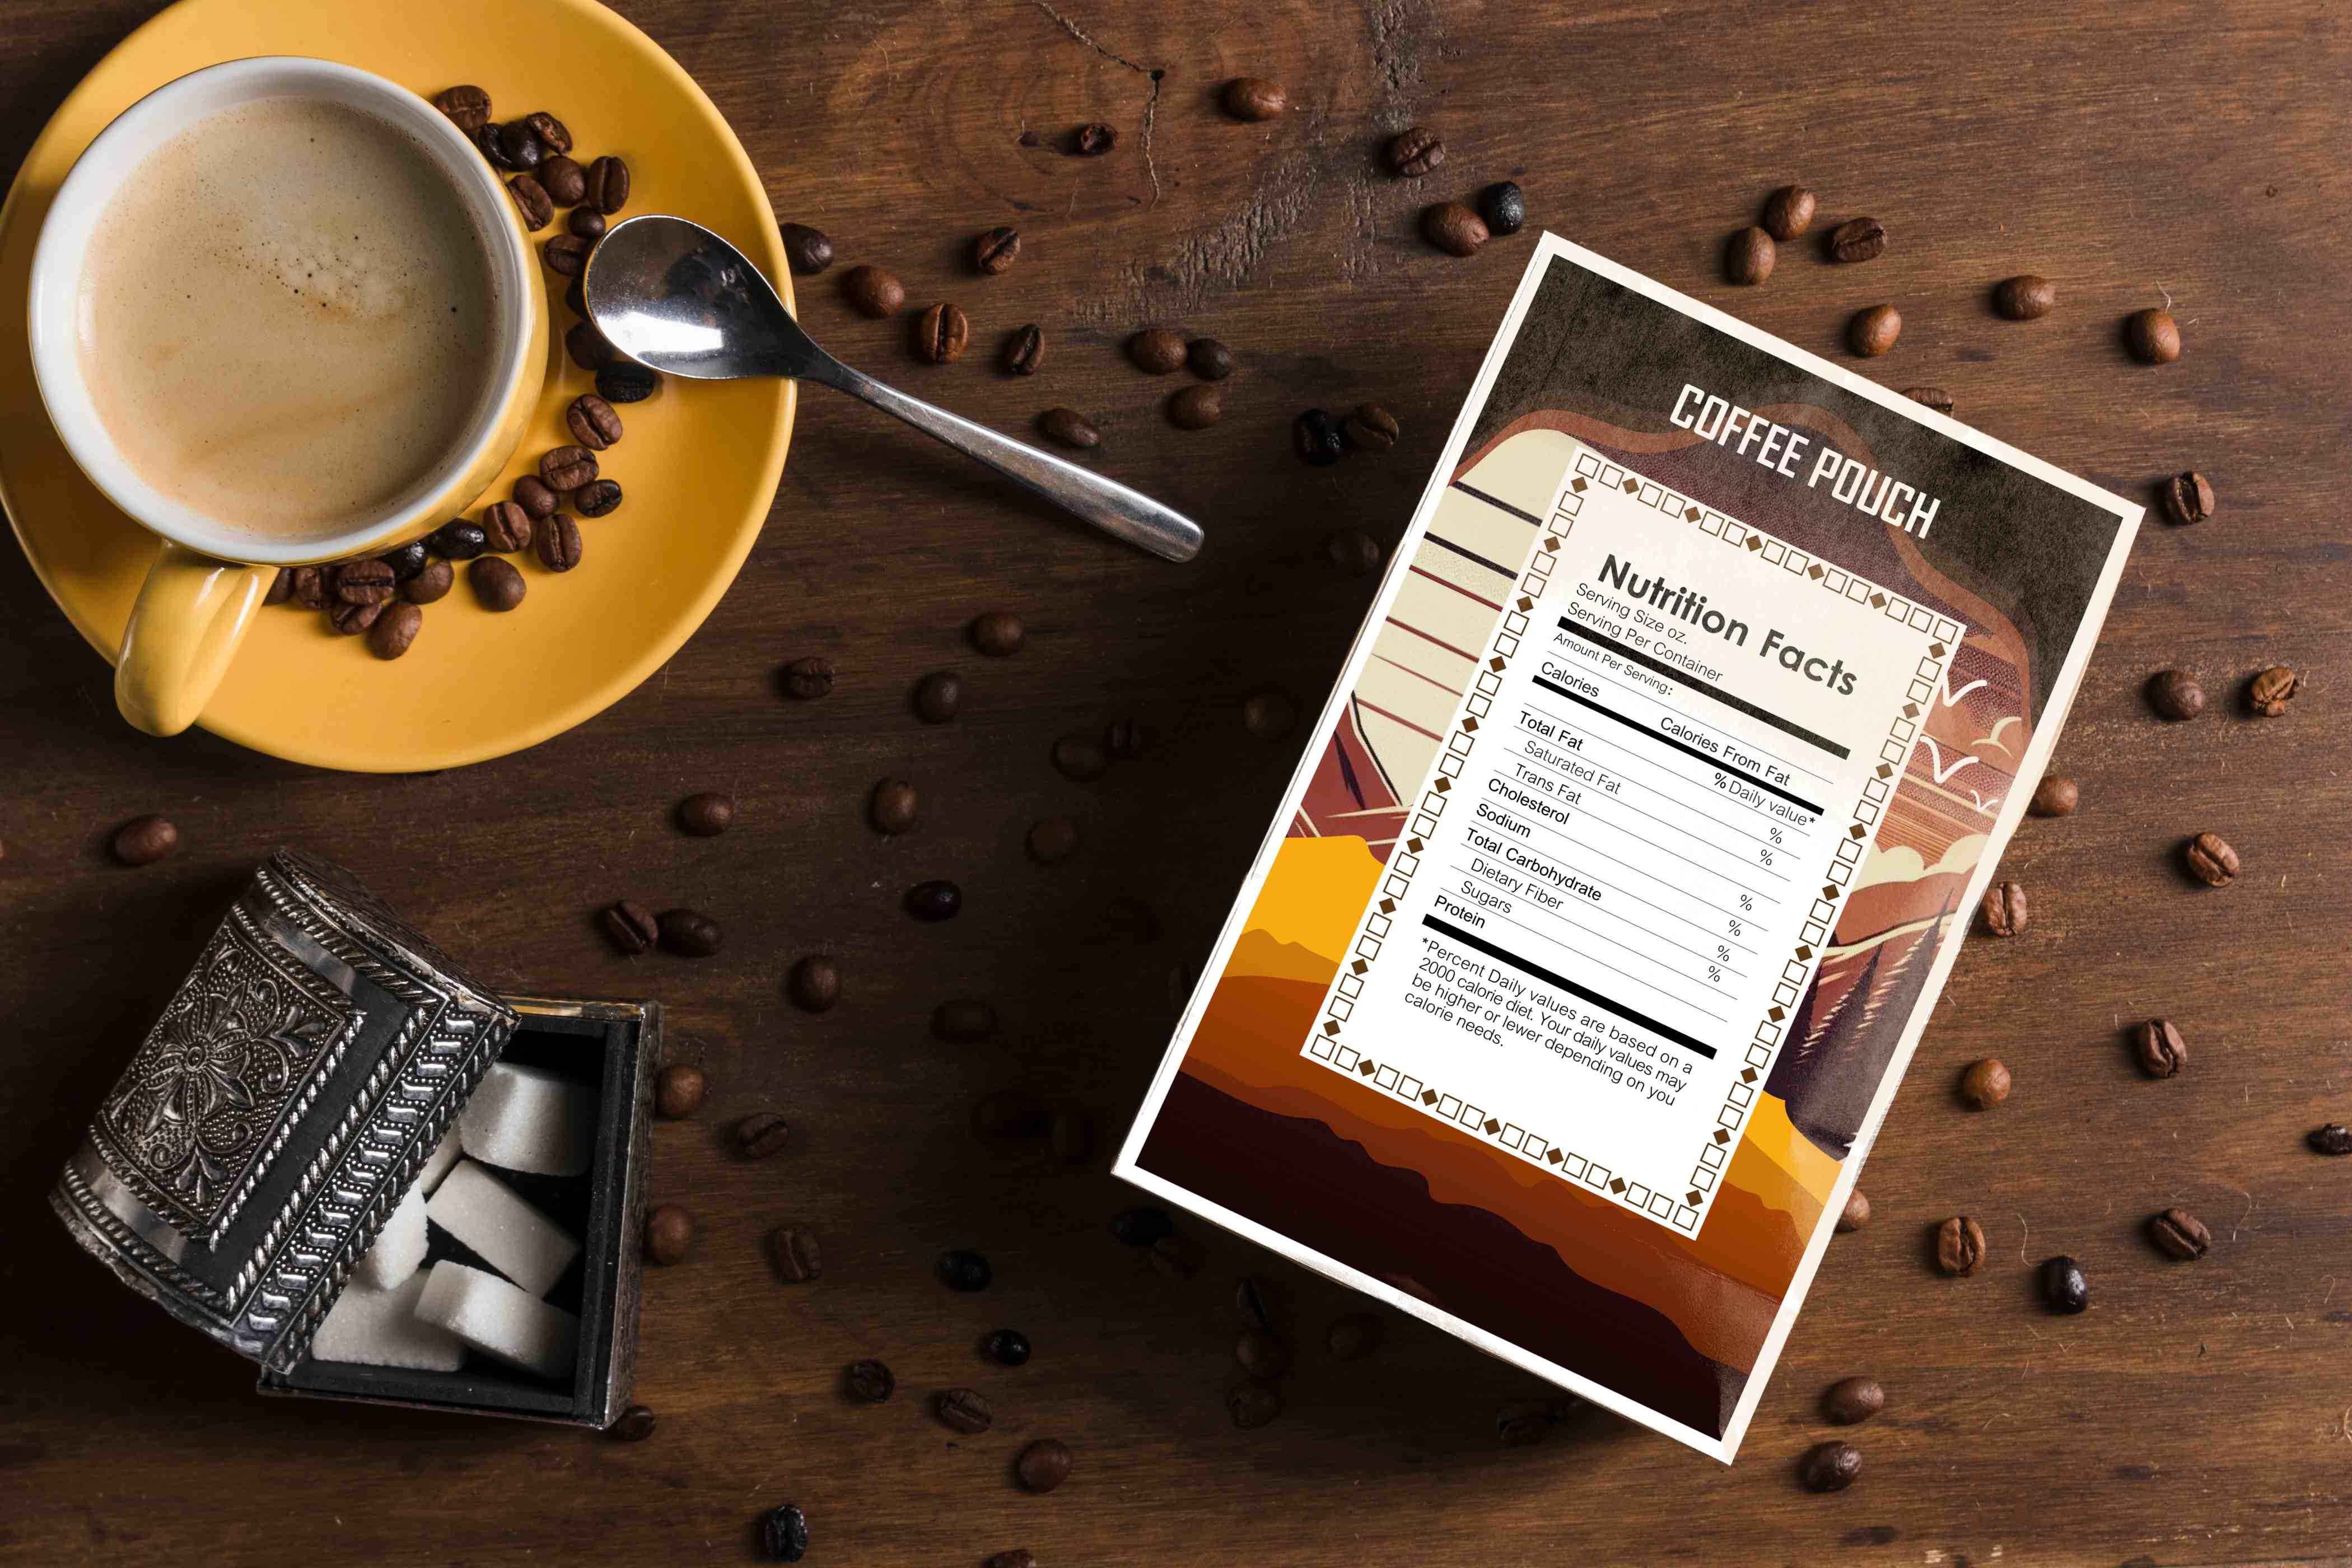 COFFEE POUCH
Nutrition Facts
Serving Size oz.
Serving Per Container
Amount Per Serving:
Calories Calories From Fat
% Daily value*
Total Fat %
Saturated Fat %
Trans Fat
Cholesterol %
Sodium %
Total Carbohydrate %
Dietary Fiber %
Sugars
Protein
*Percent Daily values are based on a
2000 calorie diet. Your daily values may
be higher or lewer depending on you
calorie needs.